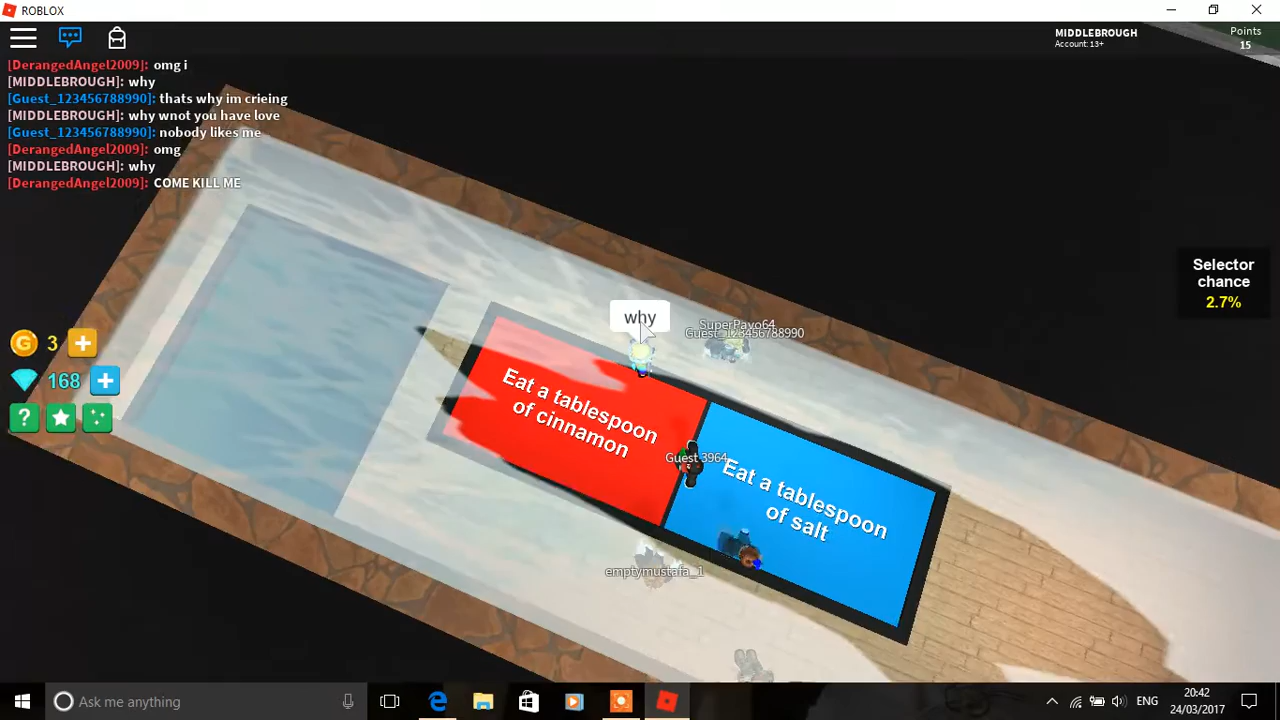 ROBLOX
MIDDLEBROUGH
Account: 13+
Points
15
[DerangedAngel2009]: omg i
[MIDDLEBROUGH]: why
[Guest_123456788990]: thats why im crieing
[MIDDLEBROUGH]: why wnot you have love
[Guest_123456788990]: nobody likes me
[DerangedAngel2009]: omg
[MIDDLEBROUGH]: why
[DerangedAngel2009]: COME KILL ME
Selector
chance
2.7%
why
SuperPavo64
Guest_123456788990
G 3 +
168 +
?
Eat a tablespoon
of cinnamon
Guest 3964
Eat a tablespoon
of salt
emptymustafa_1
Ask me anything
ENG
20:42
24/03/2017